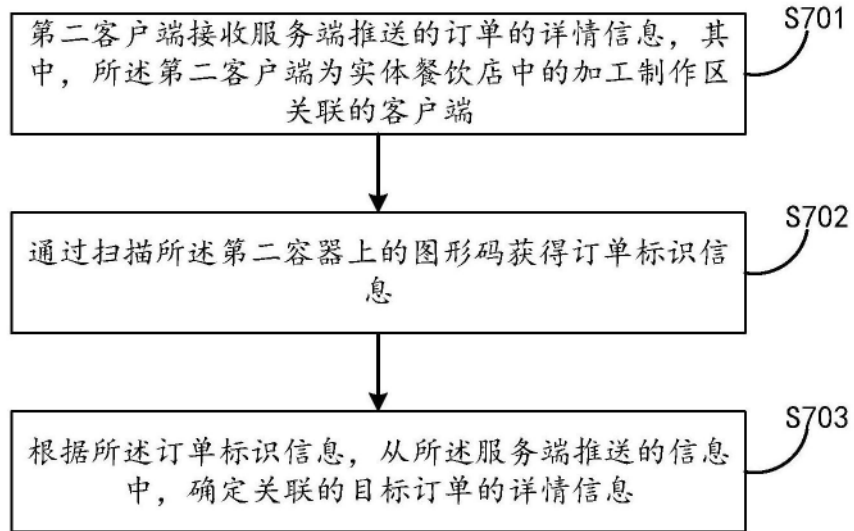 第二客户端接收服务端推送的订单的详情信息，其
中，所述第二客户端为实体餐饮店中的加工制作区
关联的客户端
S701
通过扫描所述第二容器上的图形码获得订单标识信
息
S702
根据所述订单标识信息，从所述服务端推送的信息
中，确定关联的目标订单的详情信息
S703